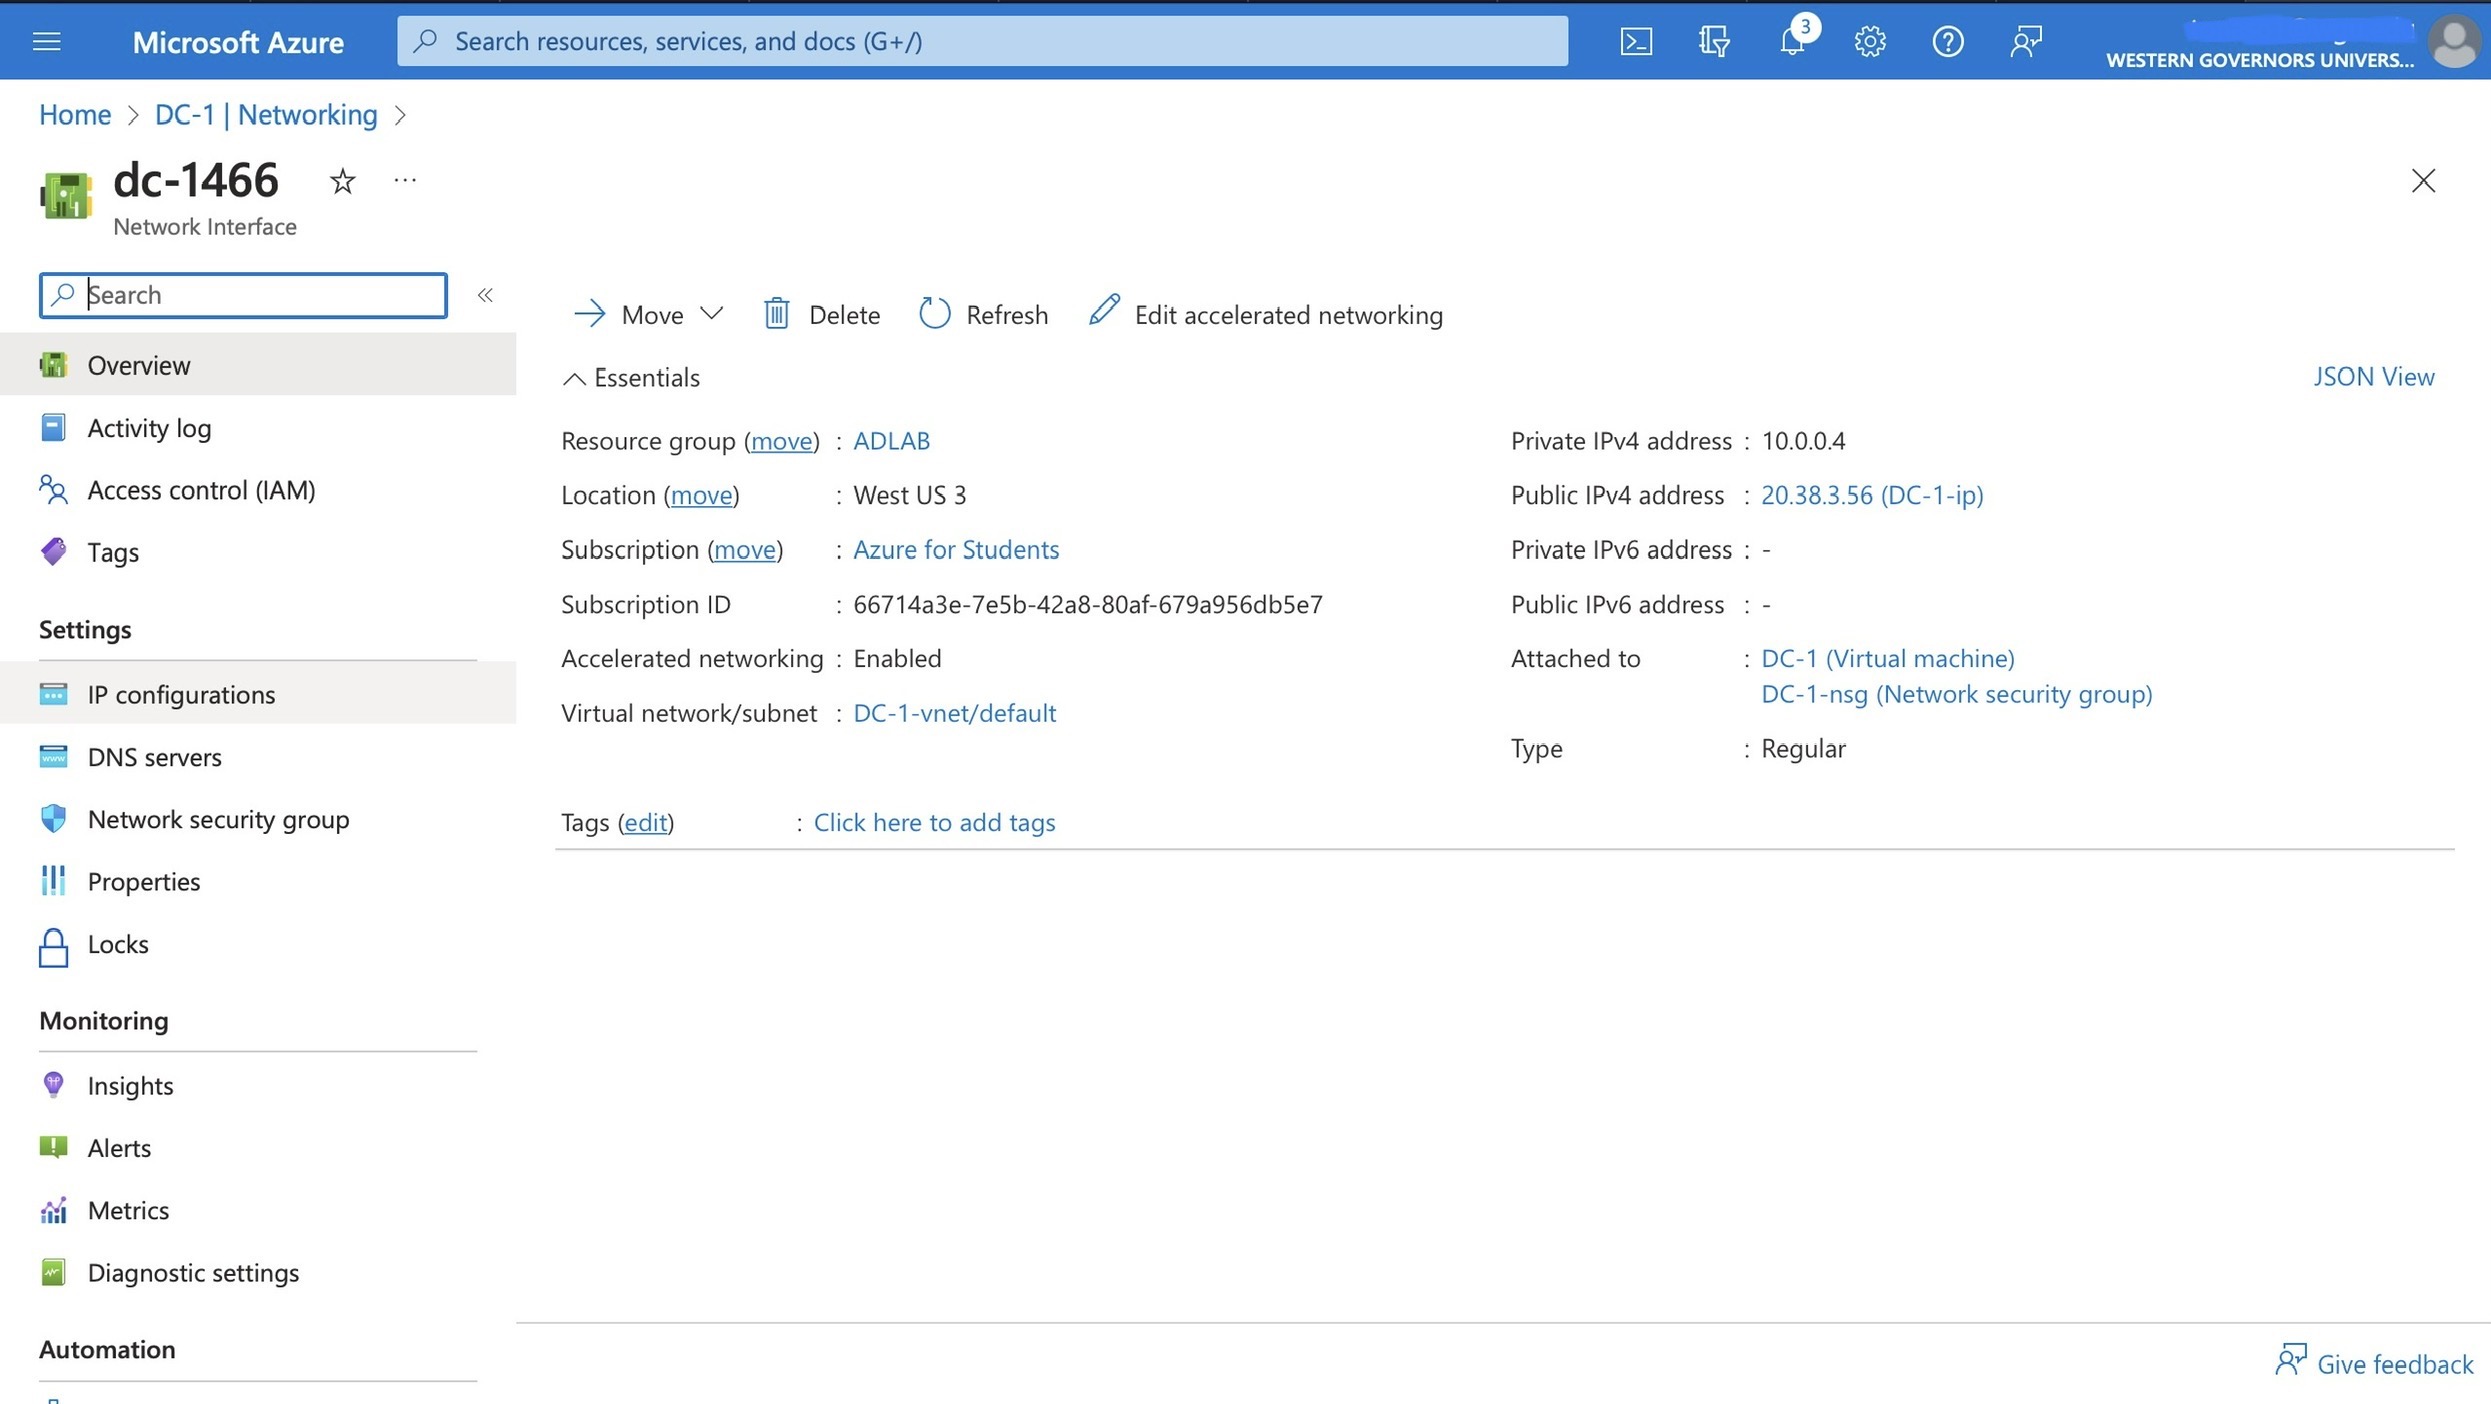 Microsoft Azure
Search resources, services, and docs (G+/)
3
WESTERN GOVERNORS UNIVERS...
Home > DC-1 | Networking >
dc-1466
...
Network Interface
Search
Overview
Activity log
Access control (IAM)
Tags
Settings
IP configurations
DNS servers
Network security group
Properties
Locks
Monitoring
Insights
Alerts
Metrics
Diagnostic settings
Automation
Move
Delete
Refresh
Edit accelerated networking
Essentials
JSON View
Resource group (move) : ADLAB
Location (move) : West US 3
Subscription (move) : Azure for Students
Subscription ID : 66714a3e-7e5b-42a8-80af-679a956db5e7
Accelerated networking : Enabled
Virtual network/subnet : DC-1-vnet/default
Private IPv4 address : 10.0.0.4
Public IPv4 address : 20.38.3.56 (DC-1-ip)
Private IPv6 address : -
Public IPv6 address : -
Attached to : DC-1 (Virtual machine)
DC-1-nsg (Network security group)
Type : Regular
Tags (edit) : Click here to add tags
Give feedback